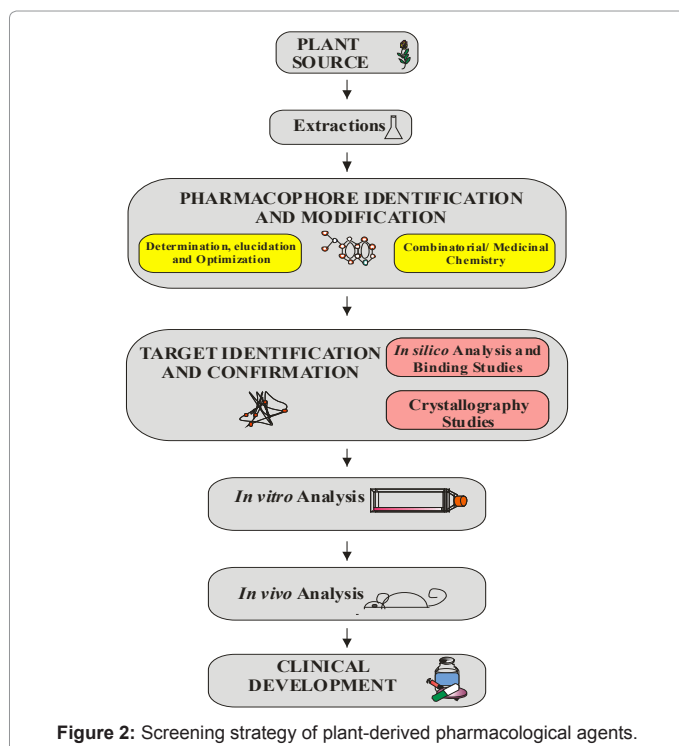 PLANT
SOURCE
Extractions
PHARMACOPHORE IDENTIFICATION
AND MODIFICATION
Determination, elucidation
and Optimization
Combinatorial/ Medicinal
Chemistry
TARGET IDENTIFICATION
AND CONFIRMATION
In silico Analysis and
Binding Studies
Crystallography
Studies
In vitro Analysis
In vivo Analysis
CLINICAL
DEVELOPMENT
Figure 2: Screening strategy of plant-derived pharmacological agents.